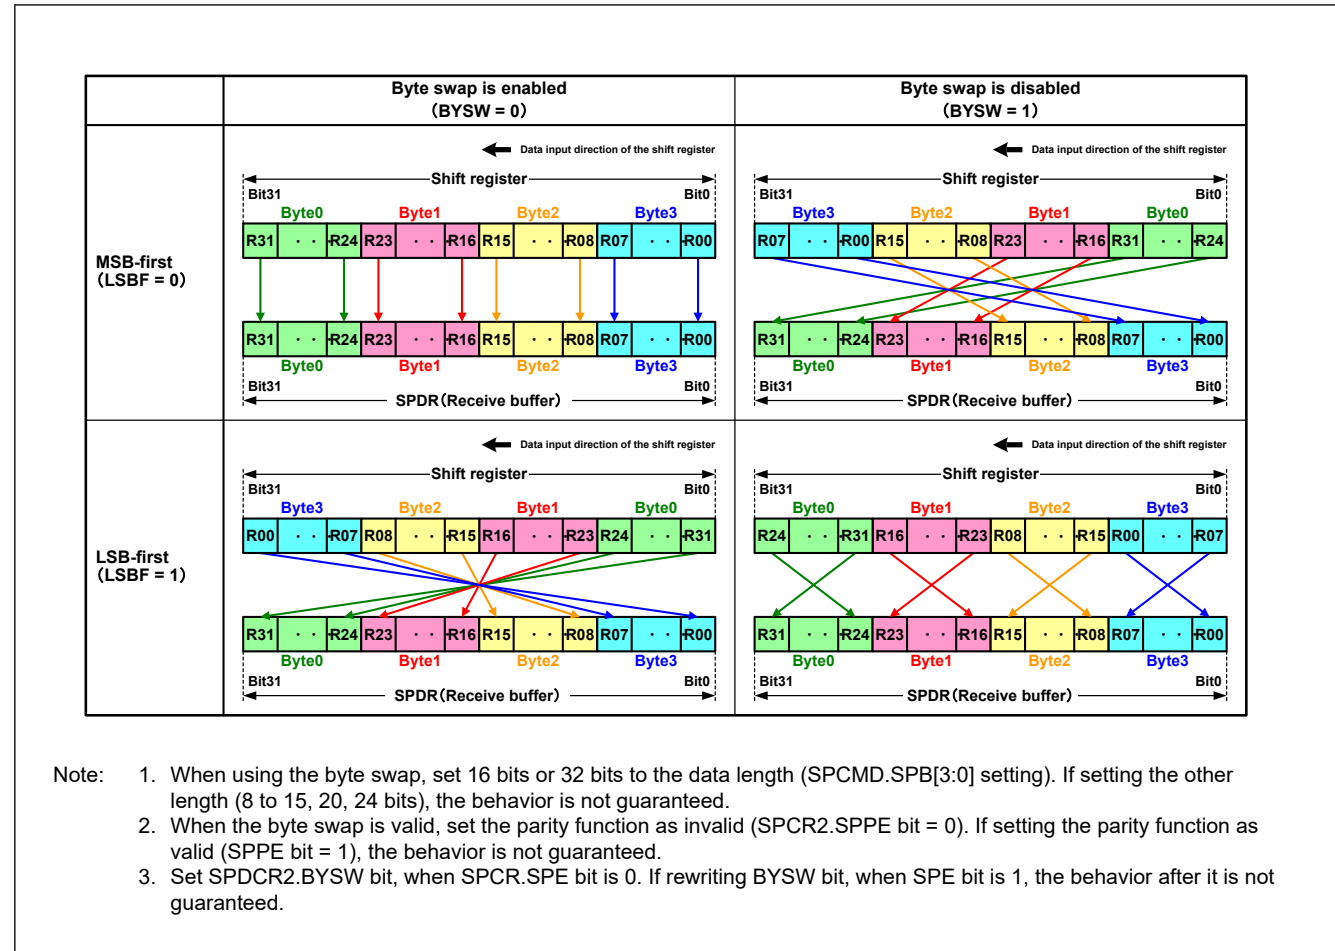 Byte swap is enabled
(BYSW = 0)
Byte swap is disabled
(BYSW = 1)
MSB-first
(LSBF = 0)
Data input direction of the shift register
Shift register
Bit31 Bit0
Byte0 Byte1 Byte2 Byte3
R31 ・・ R24 R23 ・・ R16 R15 ・・ R08 R07 ・・ R00
R31 ・・ R24 R23 ・・ R16 R15 ・・ R08 R07 ・・ R00
Byte0 Byte1 Byte2 Byte3
Bit31 Bit0
SPDR(Receive buffer)
Data input direction of the shift register
Shift register
Bit31 Bit0
Byte3 Byte2 Byte1 Byte0
R07 ・・ R00 R15 ・・ R08 R23 ・・ R16 R31 ・・ R24
R31 ・・ R24 R23 ・・ R16 R15 ・・ R08 R07 ・・ R00
Byte0 Byte1 Byte2 Byte3
Bit31 Bit0
SPDR(Receive buffer)
LSB-first
(LSBF = 1)
Data input direction of the shift register
Shift register
Bit31 Bit0
Byte3 Byte2 Byte1 Byte0
R00 ・・ R07 R08 ・・ R15 R16 ・・ R23 R24 ・・ R31
R31 ・・ R24 R23 ・・ R16 R15 ・・ R08 R07 ・・ R00
Byte0 Byte1 Byte2 Byte3
Bit31 Bit0
SPDR(Receive buffer)
Data input direction of the shift register
Shift register
Bit31 Bit0
Byte0 Byte1 Byte2 Byte3
R24 ・・ R31 R16 ・・ R23 R08 ・・ R15 R00 ・・ R07
R31 ・・ R24 R23 ・・ R16 R15 ・・ R08 R07 ・・ R00
Byte0 Byte1 Byte2 Byte3
Bit31 Bit0
SPDR(Receive buffer)
Note: 1. When using the byte swap, set 16 bits or 32 bits to the data length (SPCMD.SPB[3:0] setting). If setting the other
length (8 to 15, 20, 24 bits), the behavior is not guaranteed.
2. When the byte swap is valid, set the parity function as invalid (SPCR2.SPPE bit = 0). If setting the parity function as
valid (SPPE bit = 1), the behavior is not guaranteed.
3. Set SPDCR2.BYSW bit, when SPCR.SPE bit is 0. If rewriting BYSW bit, when SPE bit is 1, the behavior after it is not
guaranteed.